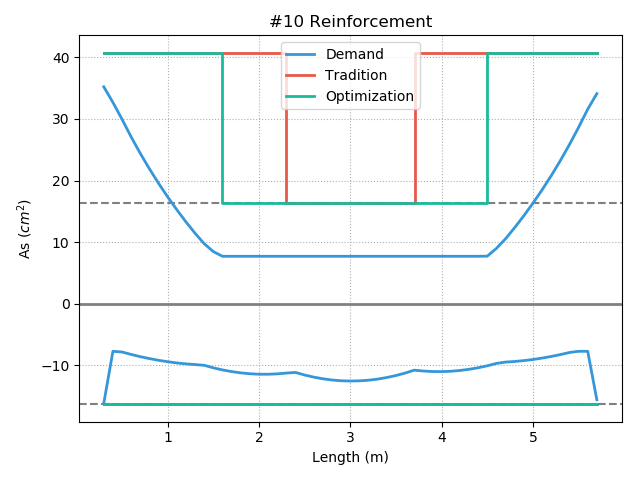 #10 Reinforcement
Demand
Tradition
Optimization
As (cm²)
40
30
20
10
0
−10
1 2 3 4 5
Length (m)